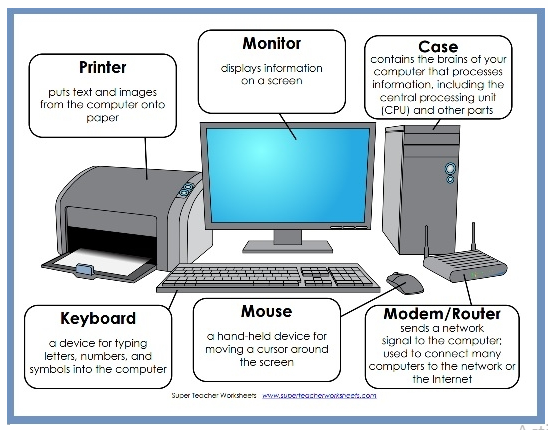 Printer
puts text and images
from the computer onto
paper
Monitor
displays information
on a screen
Case
contains the brains of your
computer that processes
information, including the
central processing unit
(CPU) and other parts
Keyboard
a device for typing
letters, numbers, and
symbols into the computer
Mouse
a hand-held device for
moving a cursor around
the screen
Modem/Router
sends a network
signal to the computer;
used to connect many
computers to the network or
the Internet
Super Teacher Worksheets www.superteacherworksheets.com